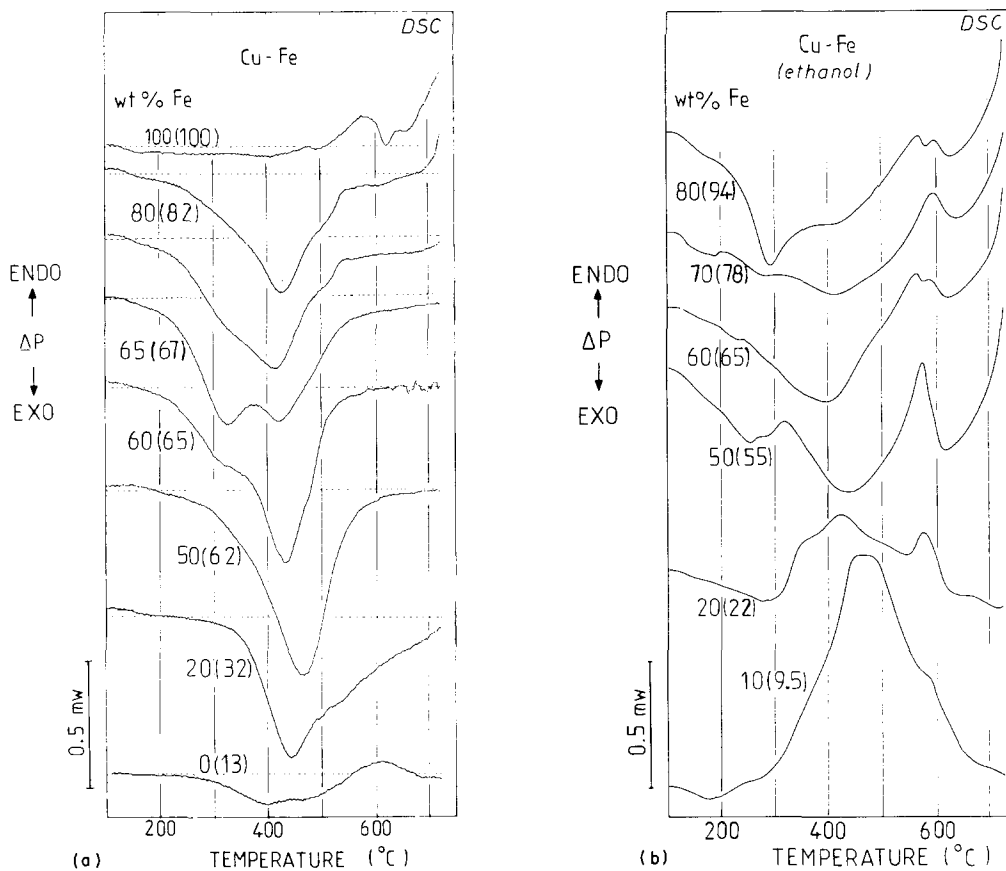 DSC
Cu-Fe
wt% Fe
100(100)
80(82)
ENDO
ΔP
EXO
65(67)
60(65)
50(62)
20(32)
0(13)
0.5 mw
200 400 600
(a) TEMPERATURE (°C)
DSC
Cu-Fe
(ethanol)
wt% Fe
80(94)
70(78)
ENDO
ΔP
EXO
60(65)
50(55)
20(22)
10(9.5)
0.5 mw
200 300 400 500 600
(b) TEMPERATURE (°C)